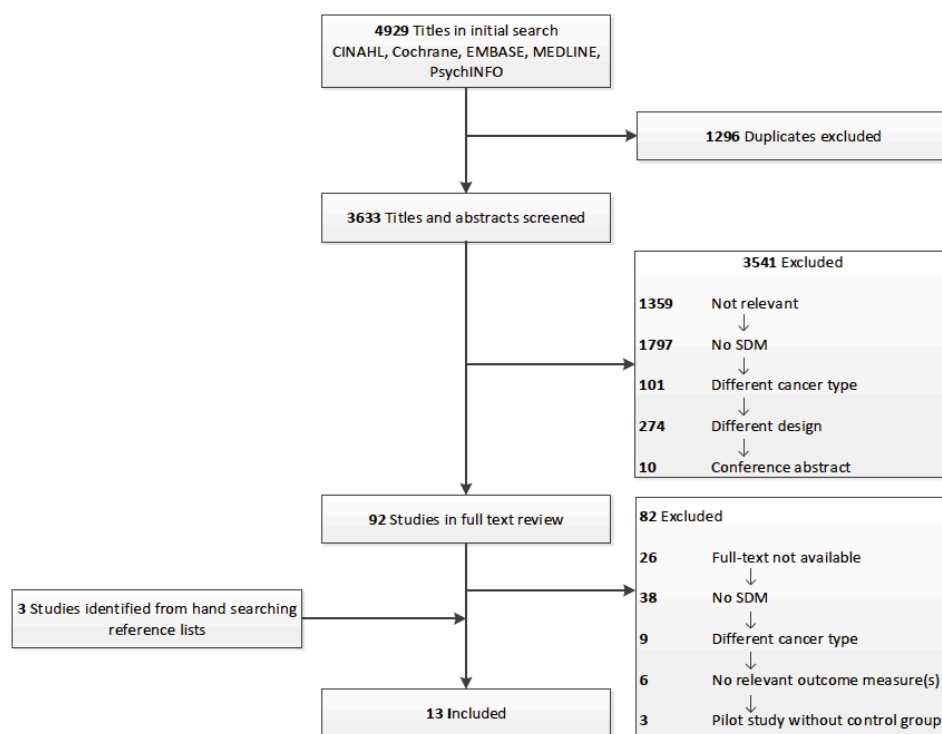 4929 Titles in initial search
CINAHL, Cochrane, EMBASE, MEDLINE,
PsychINFO
1296 Duplicates excluded
3633 Titles and abstracts screened
3541 Excluded
1359 Not relevant
1797 No SDM
101 Different cancer type
274 Different design
10 Conference abstract
92 Studies in full text review
82 Excluded
26 Full-text not available
38 No SDM
9 Different cancer type
6 No relevant outcome measure(s)
3 Pilot study without control group
3 Studies identified from hand searching
reference lists
13 Included